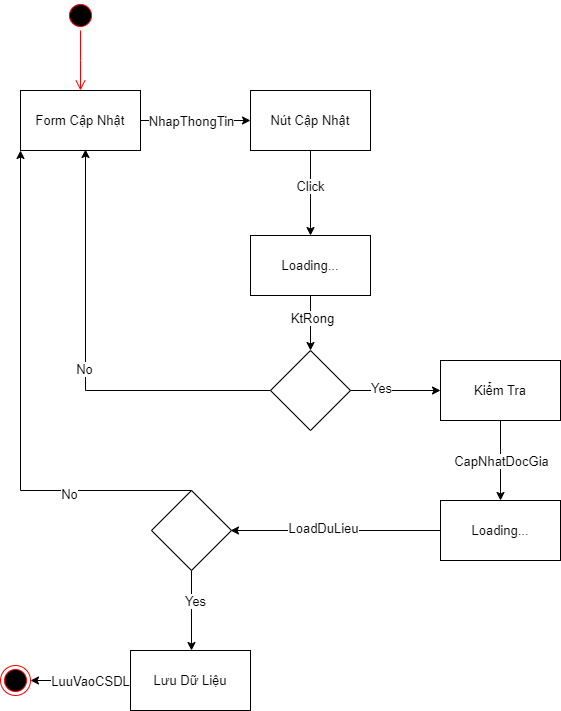 Form Cập Nhật
NhapThongTin
Nút Cập Nhật
Click
Loading...
KtRong
No
Yes
Kiểm Tra
CapNhatDocGia
Loading...
LoadDuLieu
No
Yes
Lưu Dữ Liệu
LuuVaoCSDL